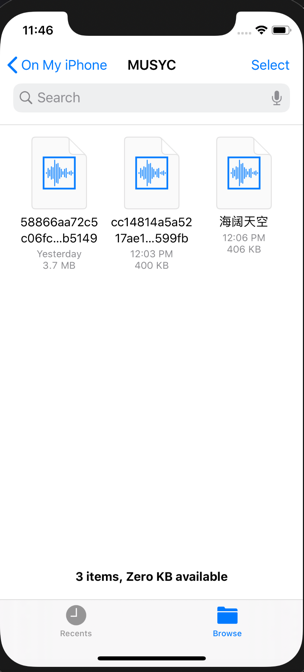 11:46
On My iPhone
MUSYC
Select
Search
58866aa72c5
c06fc...b5149
Yesterday
3.7 MB
cc14814a5a52
17ae1...599fb
12:03 PM
400 KB
海阔天空
12:06 PM
406 KB
3 items, Zero KB available
Recents
Browse